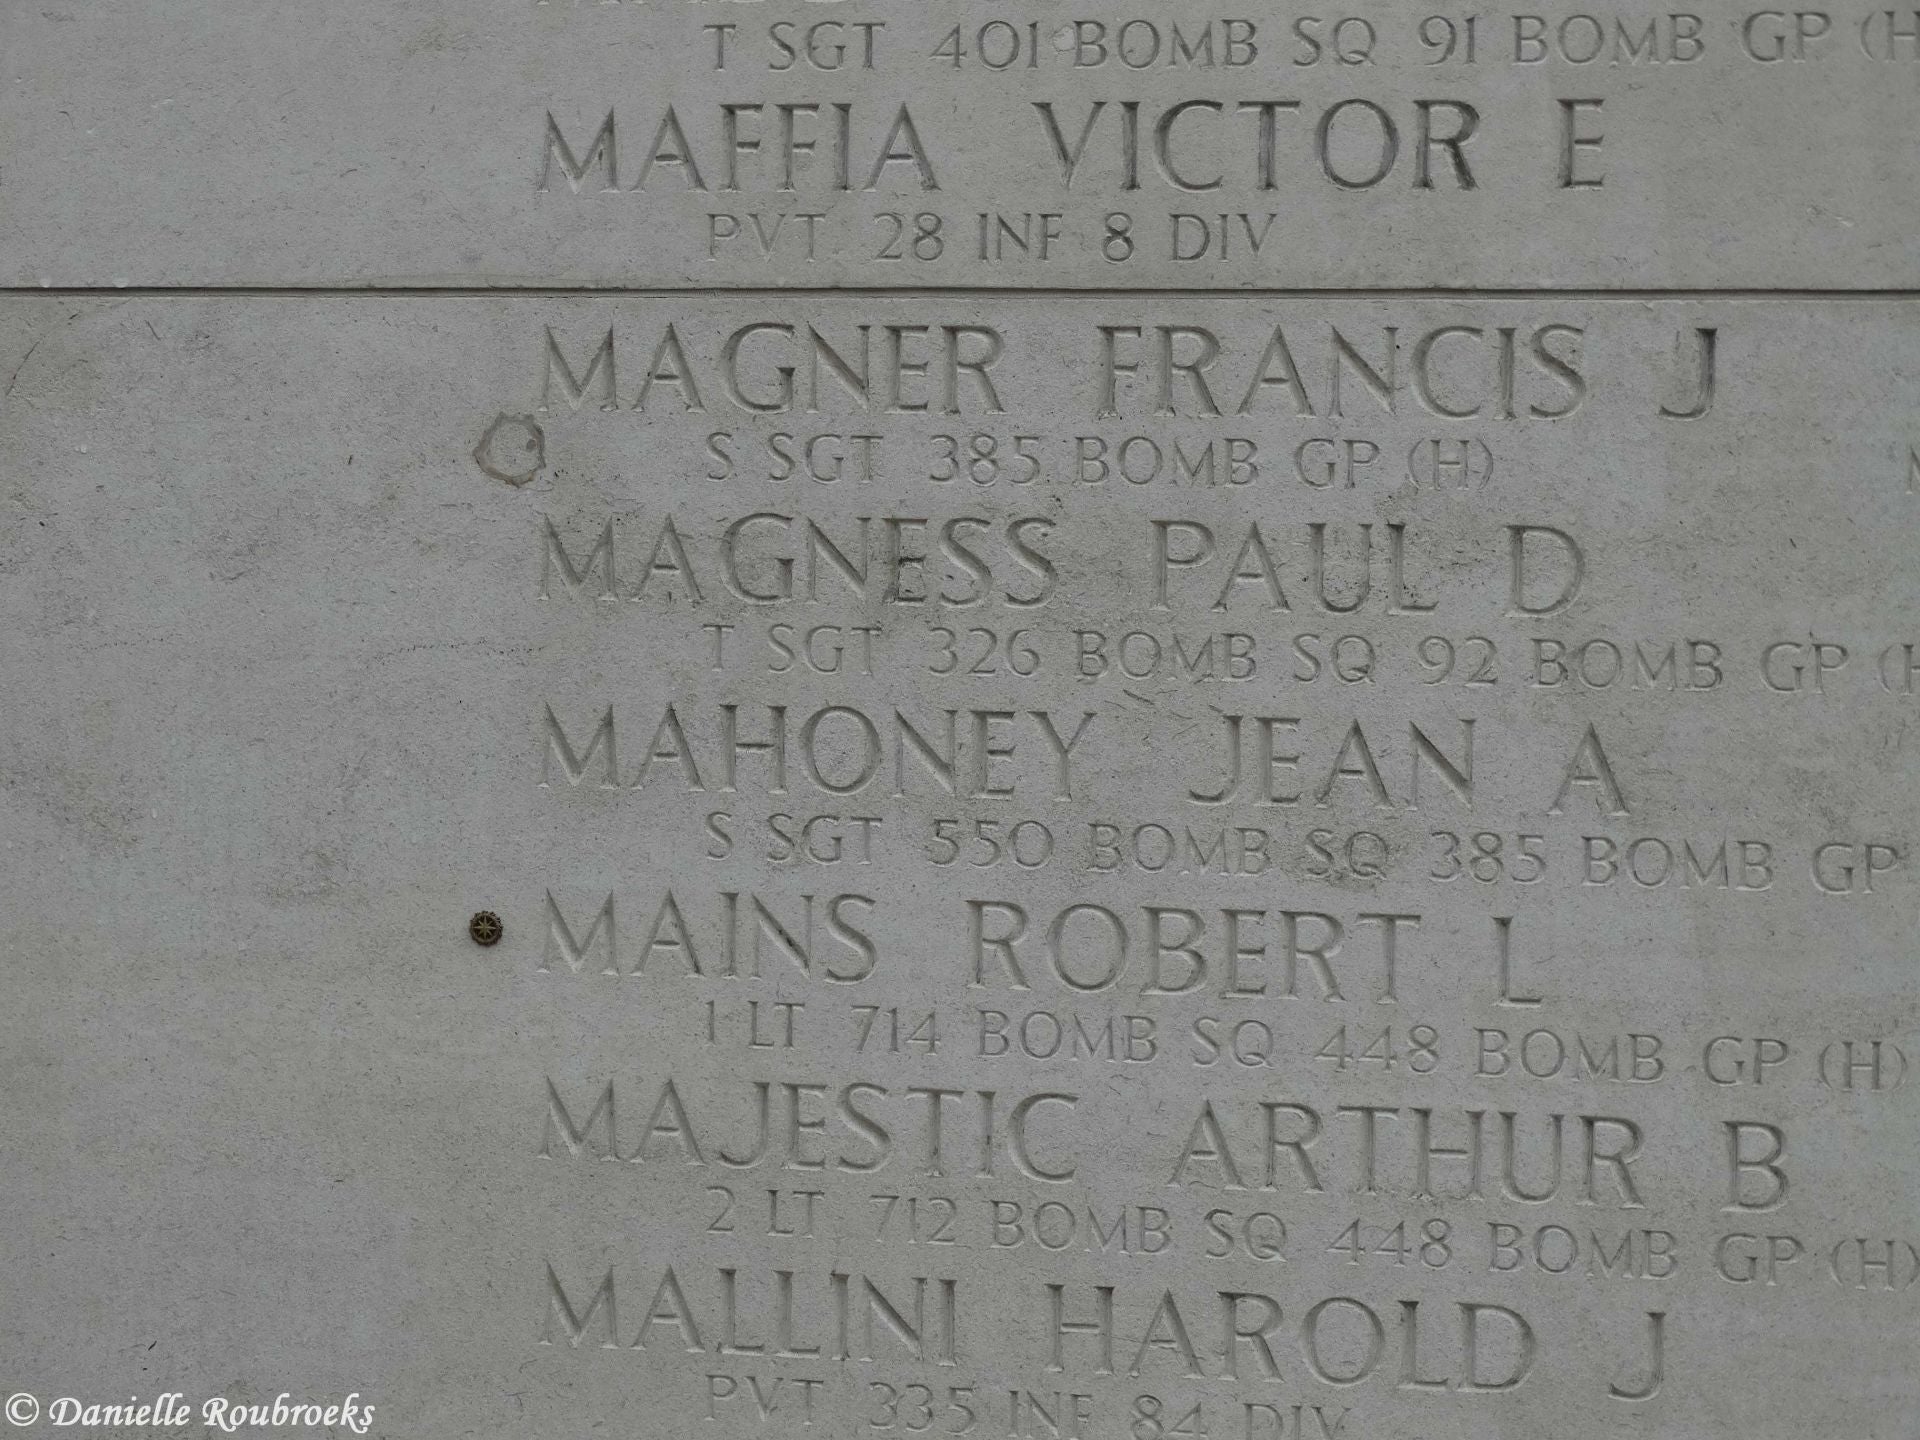 T SGT 401 BOMB SQ 91 BOMB GP (H
MAFFIA VICTOR E
PVT 28 INF 8 DIV
MAGNER FRANCIS J
S SGT 385 BOMB GP (H)
MAGNESS PAUL D
T SGT 326 BOMB SQ 92 BOMB GP (H
MAHONEY JEAN A
S SGT 550 BOMB SQ 385 BOMB GP
MAINS ROBERT L
1 LT 714 BOMB SQ 448 BOMB GP (H)
MAJESTIC ARTHUR B
2 LT 712 BOMB SQ 448 BOMB GP (H)
MALLINI HAROLD J
PVT 335 INF 84 DIV
© Danielle Roubroeks